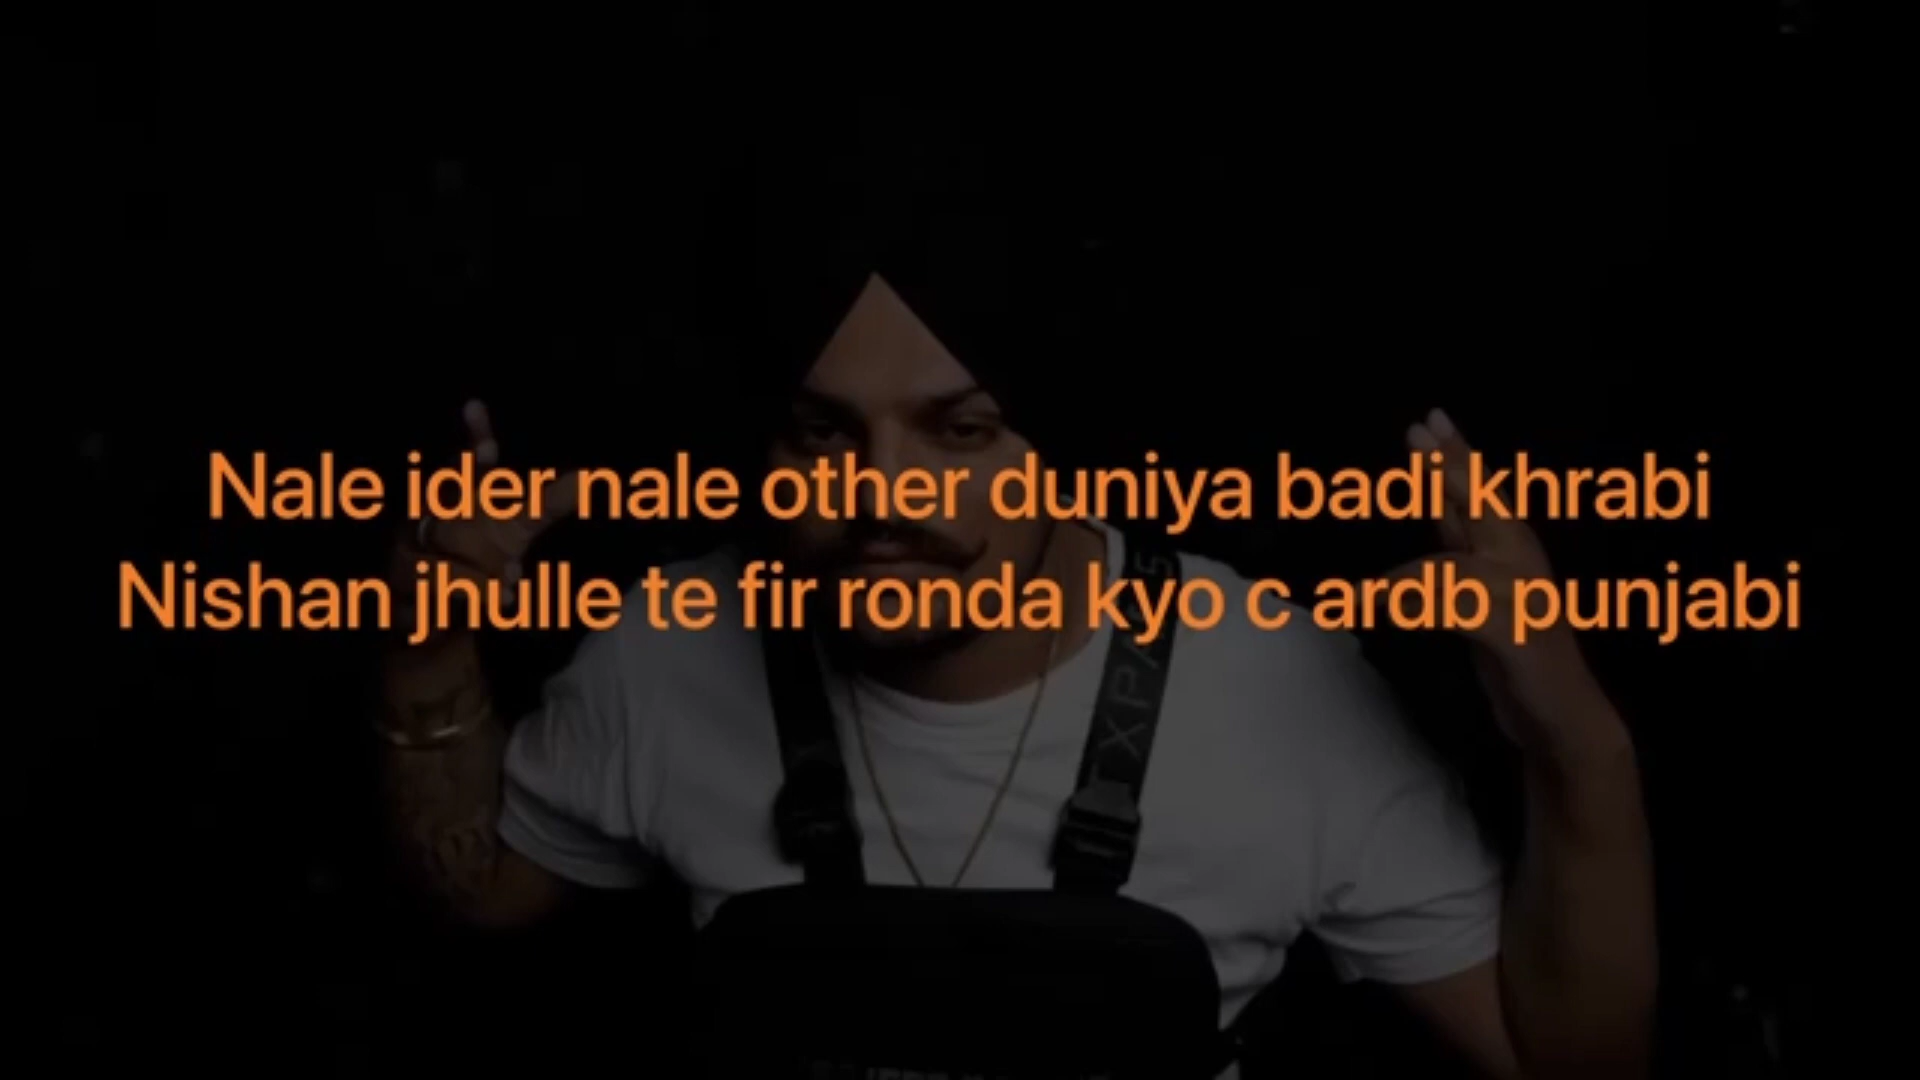 Nale ider nale other duniya badi khrabi
Nishan jhulle te fir ronda kyo c ardb punjabi